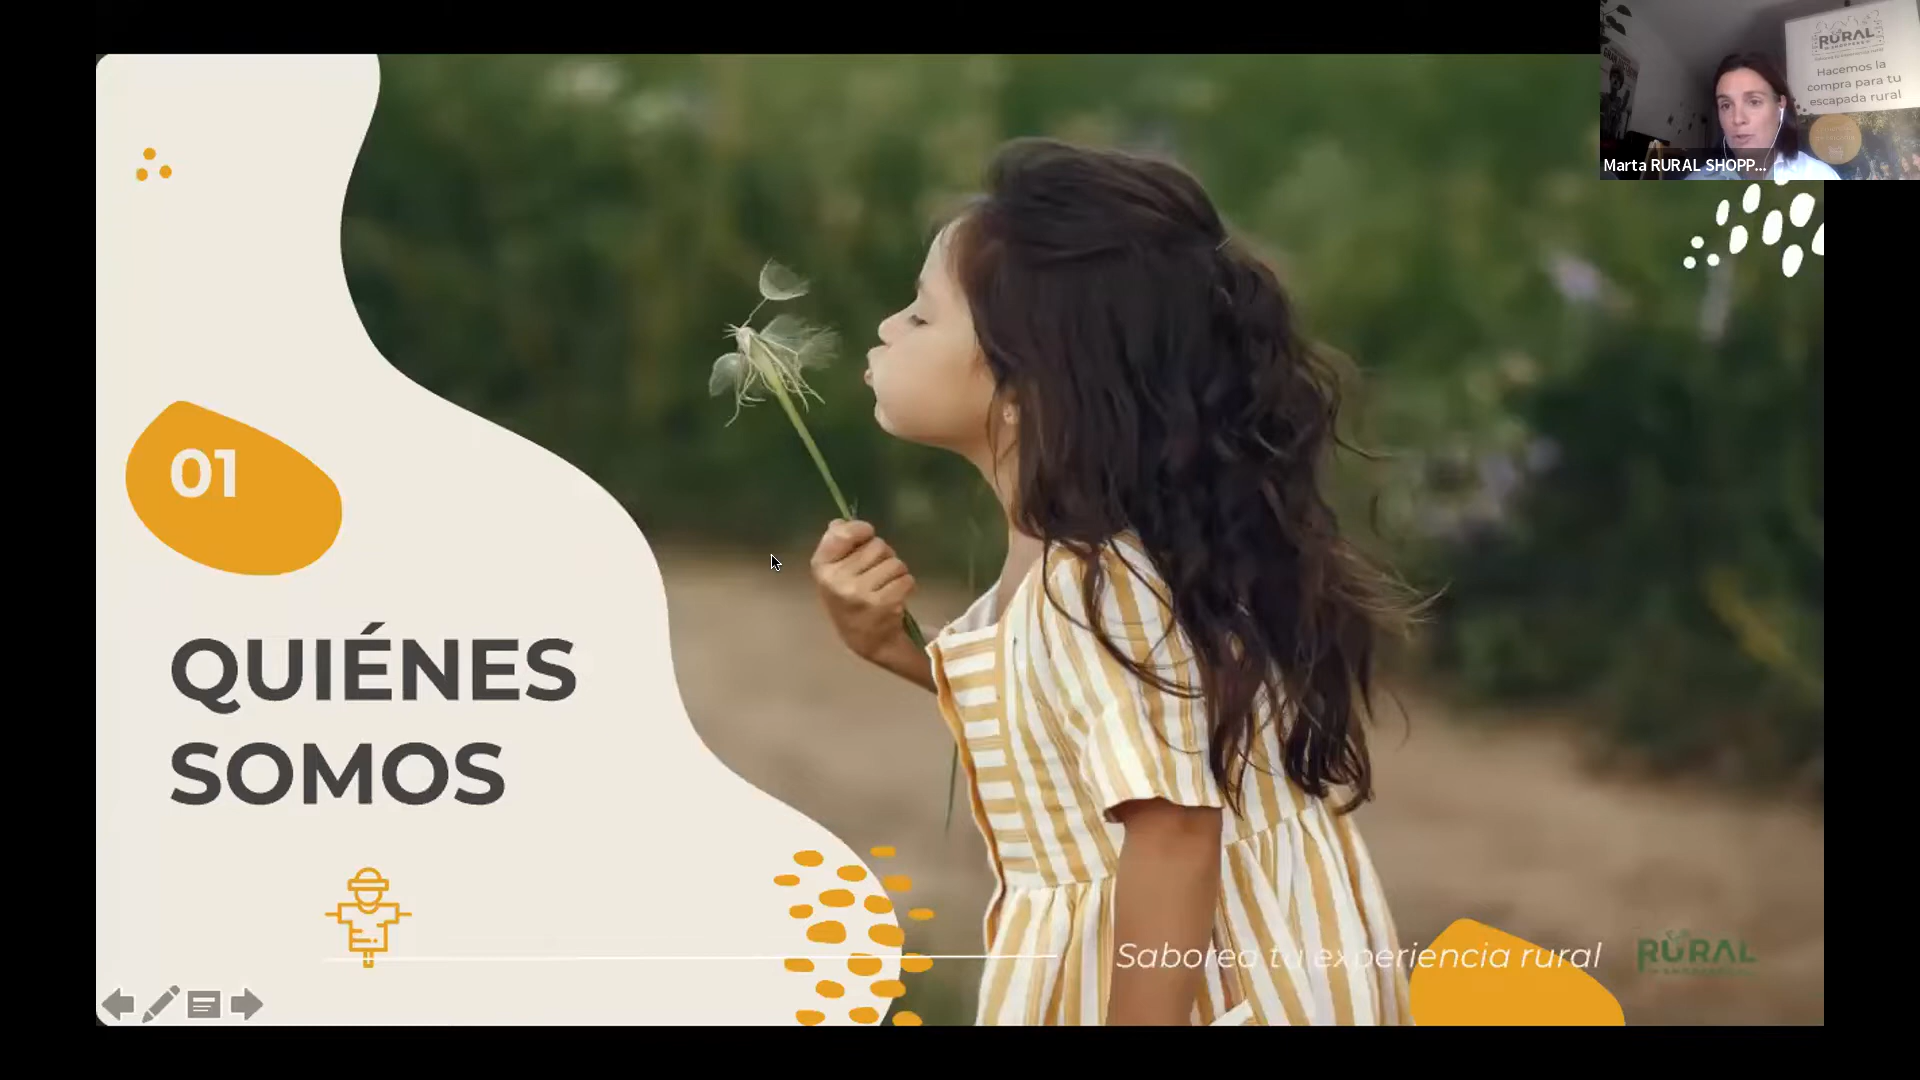 RURAL
Hacemos la
compra para tu
escapada rural
Marta RURAL SHOPP...
01
QUIÉNES
SOMOS
Saborea tu experiencia rural
RURAL